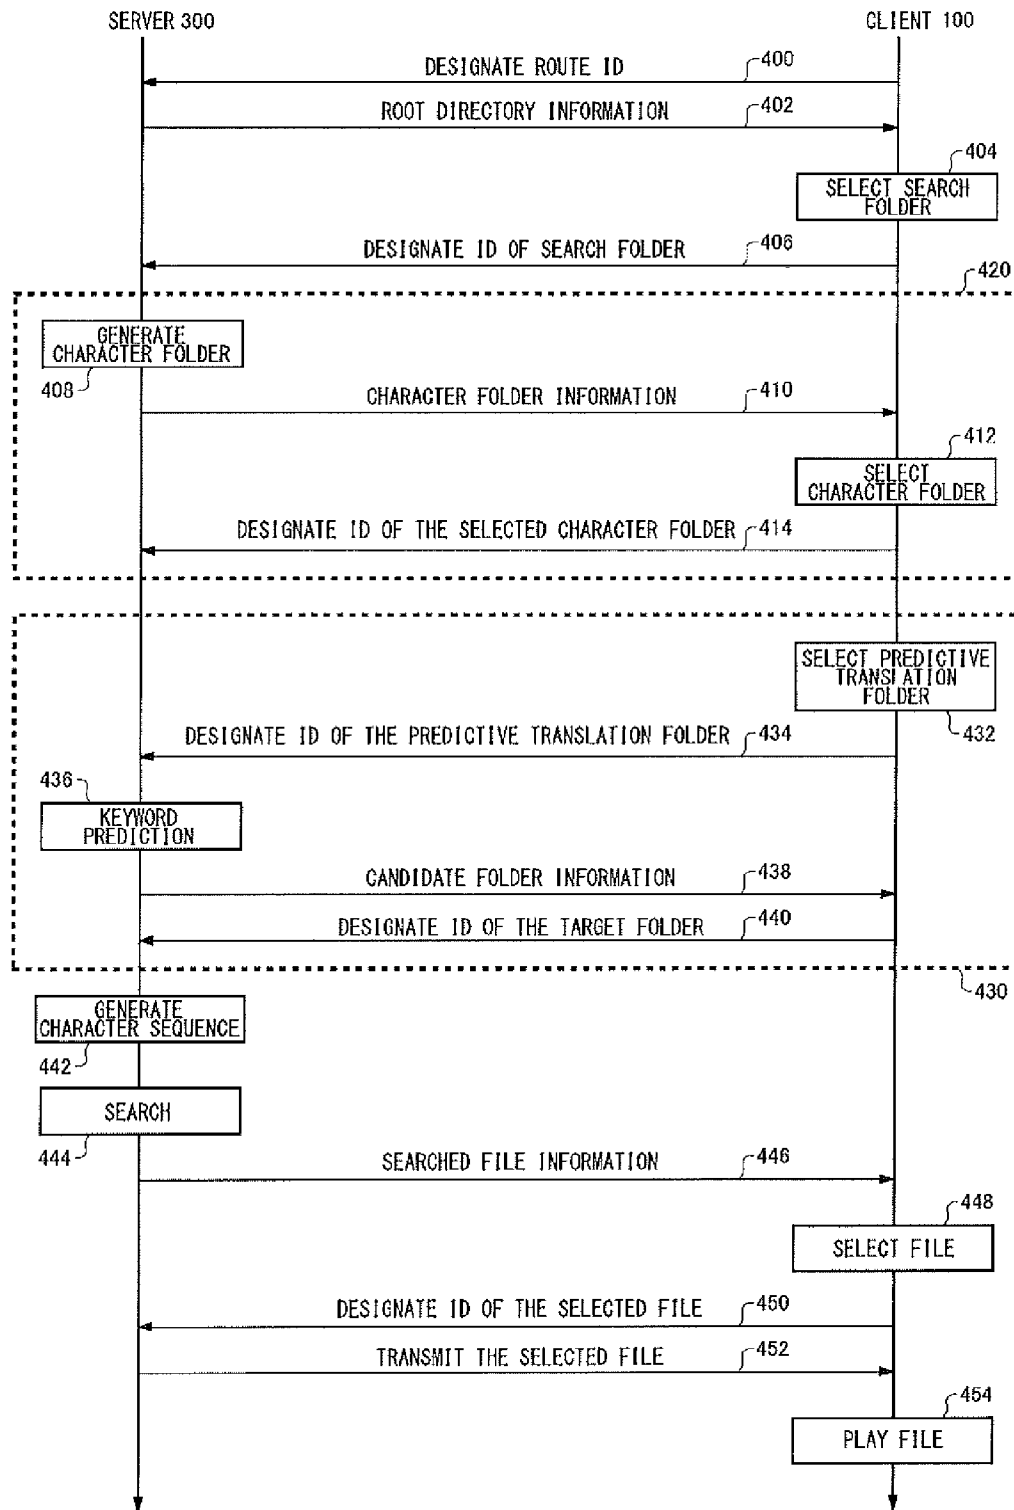 SERVER 300
CLIENT 100
DESIGNATE ROUTE ID
400
ROOT DIRECTORY INFORMATION
402
404
SELECT SEARCH
FOLDER
DESIGNATE ID OF SEARCH FOLDER
406
420
GENERATE
CHARACTER FOLDER
408
CHARACTER FOLDER INFORMATION
410
412
SELECT
CHARACTER FOLDER
DESIGNATE ID OF THE SELECTED CHARACTER FOLDER
414
SELECT PREDICTIVE
TRANSLATION
FOLDER
432
DESIGNATE ID OF THE PREDICTIVE TRANSLATION FOLDER
434
436
KEYWORD
PREDICTION
CANDIDATE FOLDER INFORMATION
438
DESIGNATE ID OF THE TARGET FOLDER
440
430
GENERATE
CHARACTER SEQUENCE
442
SEARCH
444
SEARCHED FILE INFORMATION
446
448
SELECT FILE
DESIGNATE ID OF THE SELECTED FILE
450
TRANSMIT THE SELECTED FILE
452
454
PLAY FILE